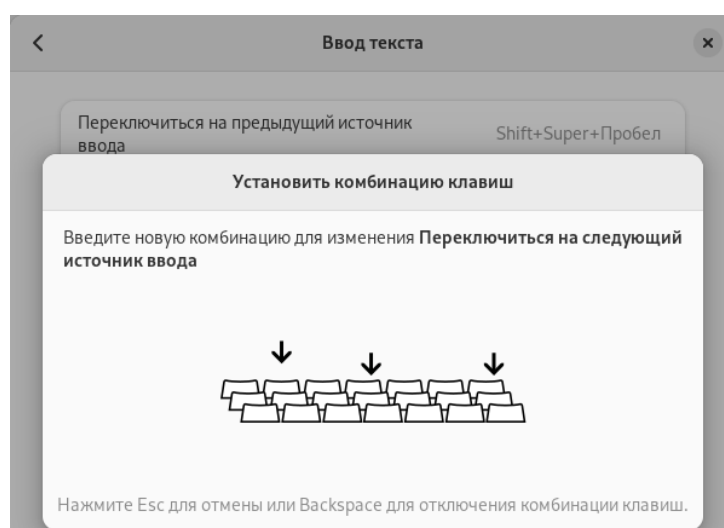 Ввод текста
Переключиться на предыдущий источник
ввода
Shift+Super+Пробел
Установить комбинацию клавиш
Введите новую комбинацию для изменения Переключиться на следующий
источник ввода
Нажмите Esc для отмены или Backspace для отключения комбинации клавиш.